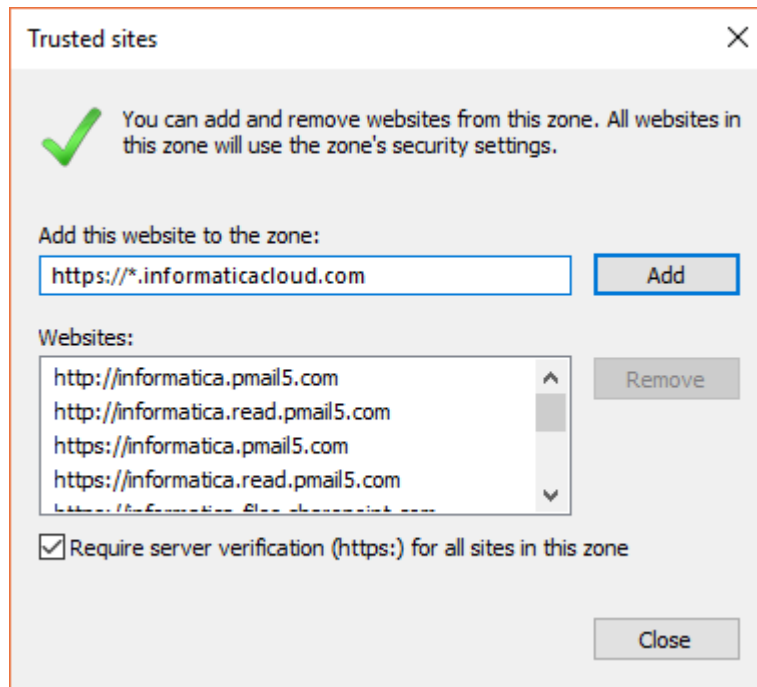 Trusted sites
You can add and remove websites from this zone. All websites in
this zone will use the zone's security settings.
Add this website to the zone:
https://*.informaticacloud.com
Add
Websites:
http://informatica.pmail5.com
http://informatica.read.pmail5.com
https://informatica.pmail5.com
https://informatica.read.pmail5.com
Remove
Require server verification (https:) for all sites in this zone
Close